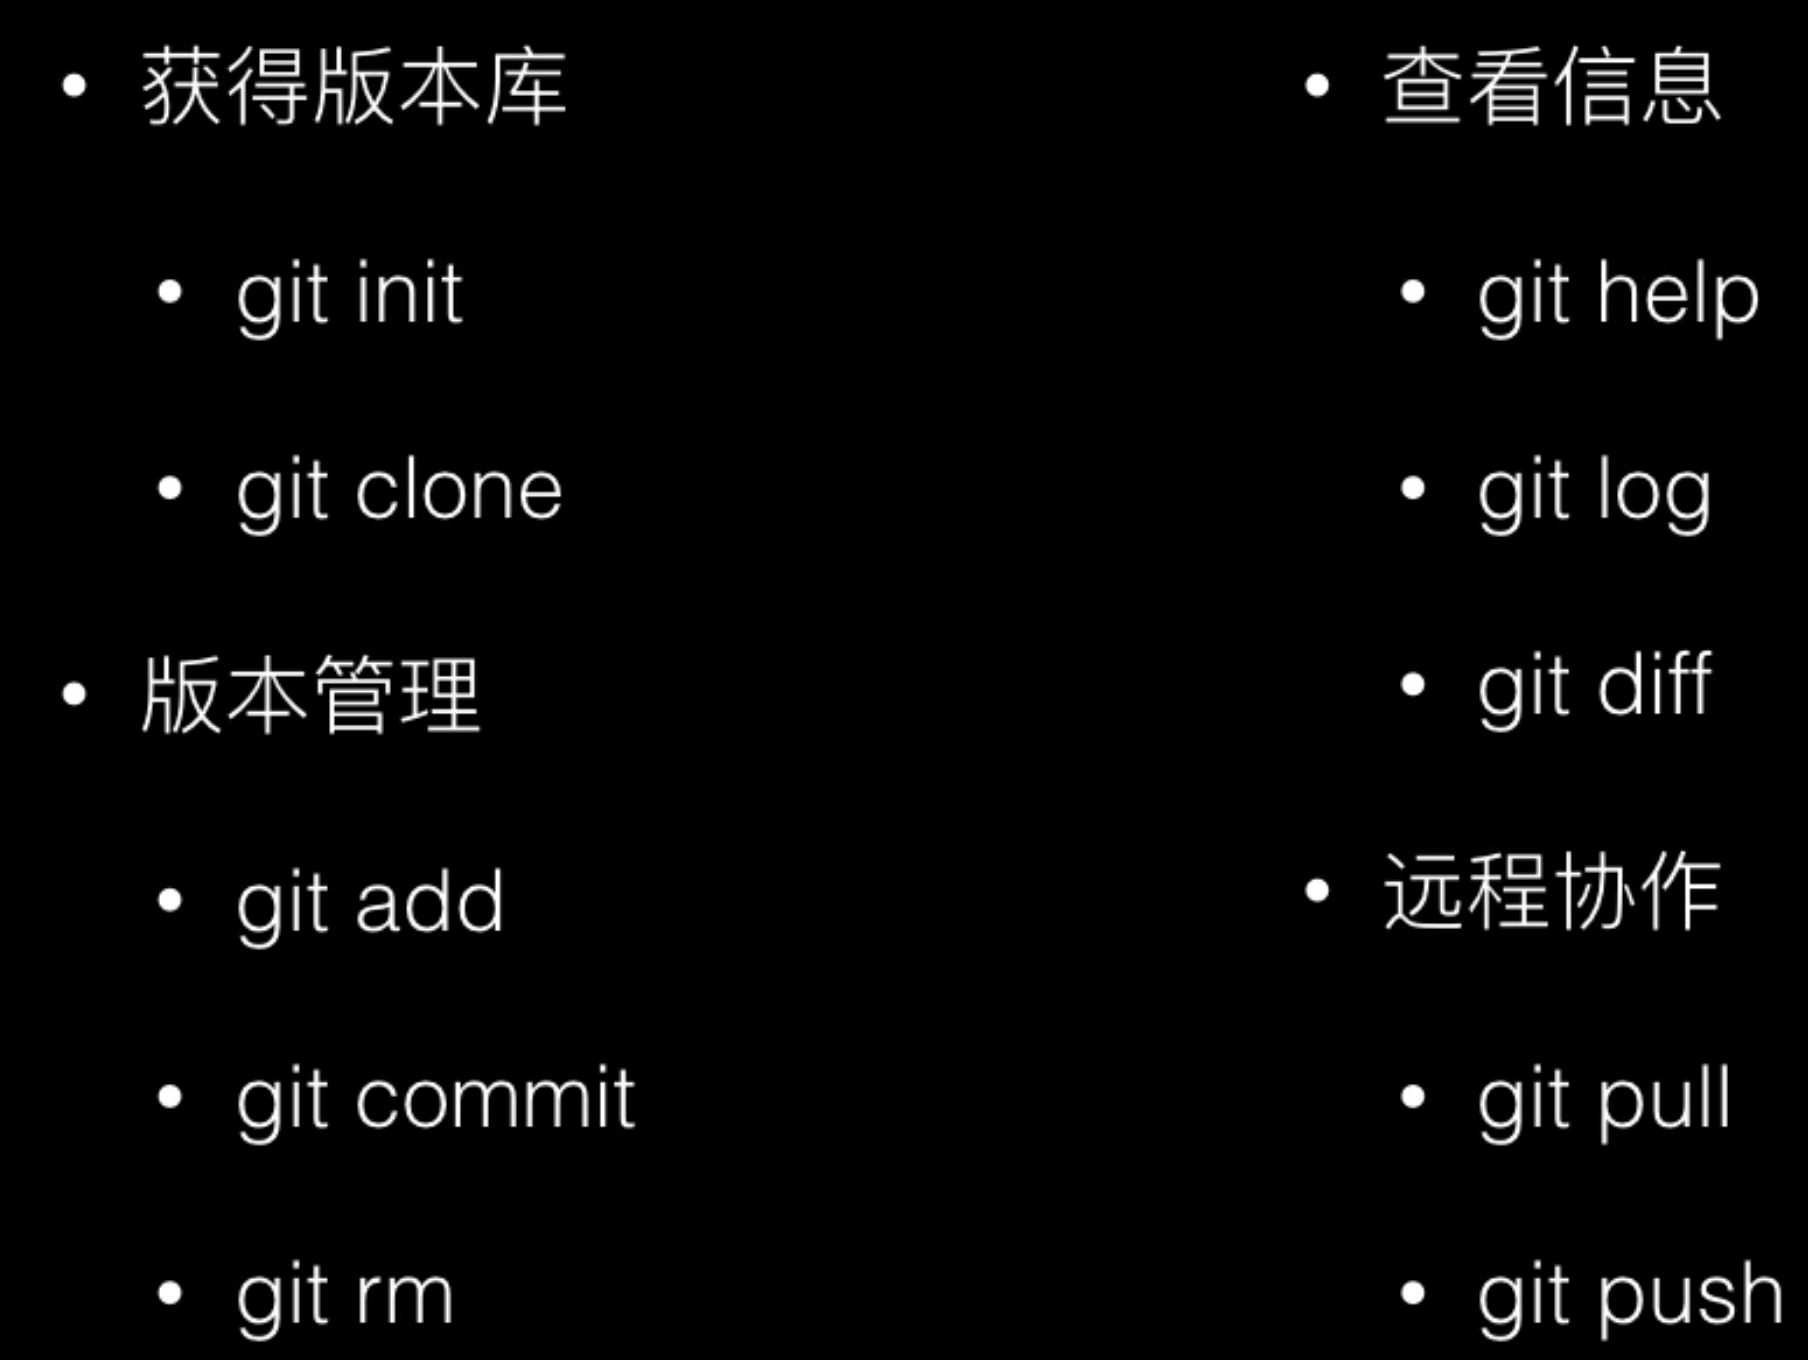 • 获得版本库
• git init
• git clone
• 版本管理
• git add
• git commit
• git rm
• 查看信息
• git help
• git log
• git diff
• 远程协作
• git pull
• git push